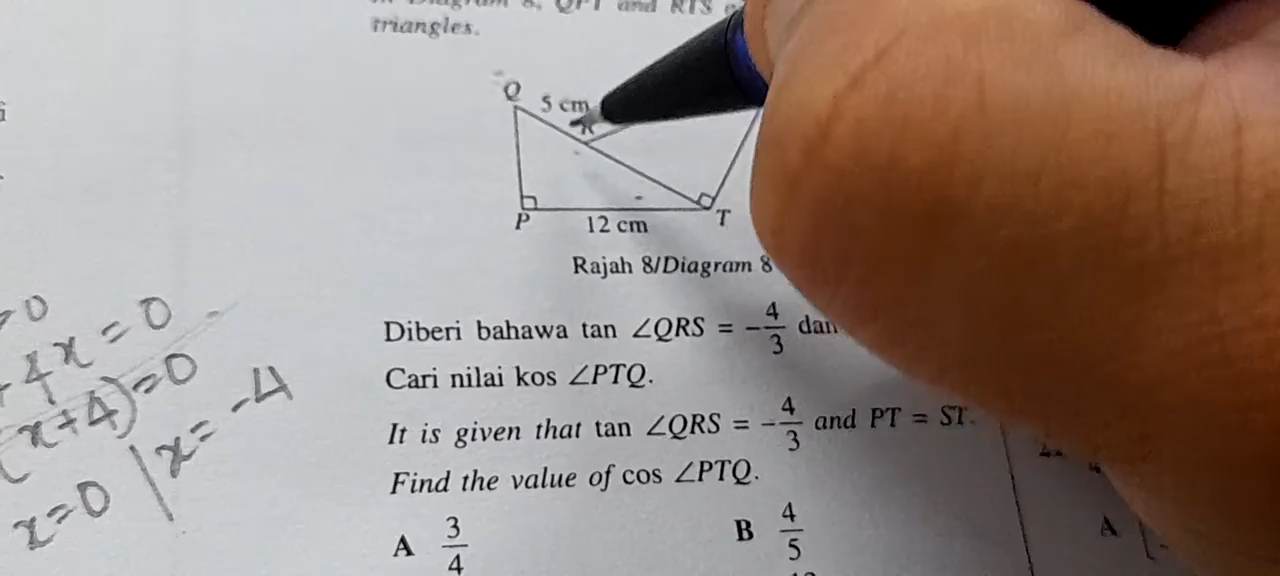 triangles.
Q
5 cm
P
12 cm
T
Rajah 8/Diagram 8
Diberi bahawa tan ∠QRS = -4/3 dan
Cari nilai kos ∠PTQ.
It is given that tan ∠QRS = -4/3 and PT = ST.
Find the value of cos ∠PTQ.
A 3/4
B 4/5
=0
4x = 0
(x+4)=0
x=0 | x= -4
A